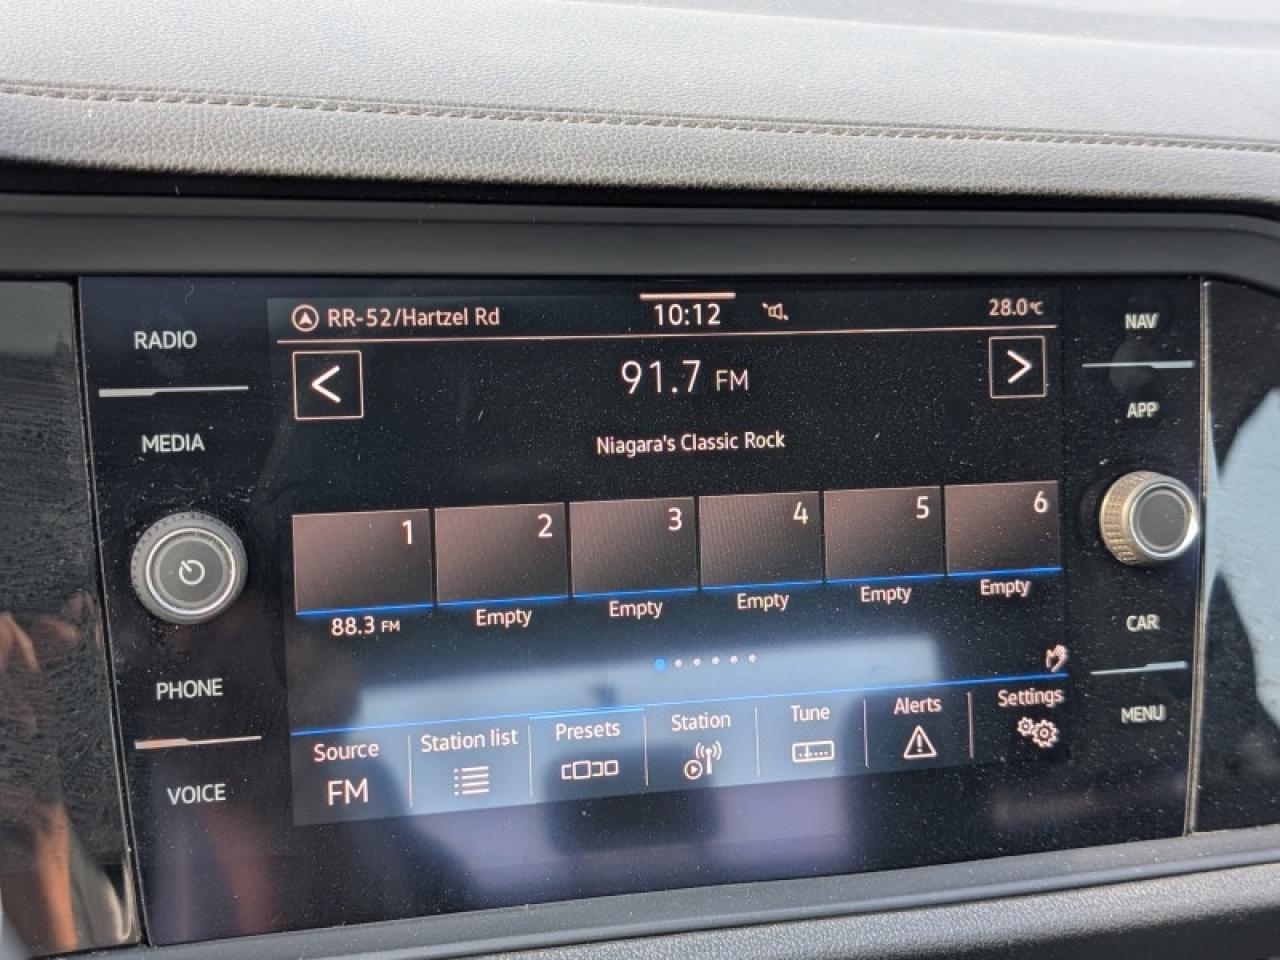 RADIO
MEDIA
PHONE
VOICE
RR-52/Hartzel Rd
10:12
28.0°C
<
91.7 FM
>
Niagara's Classic Rock
1
2
3
4
5
6
88.3 FM
Empty
Empty
Empty
Empty
Empty
Source
FM
Station list
Presets
Station
Tune
Alerts
Settings
NAV
APP
CAR
MENU